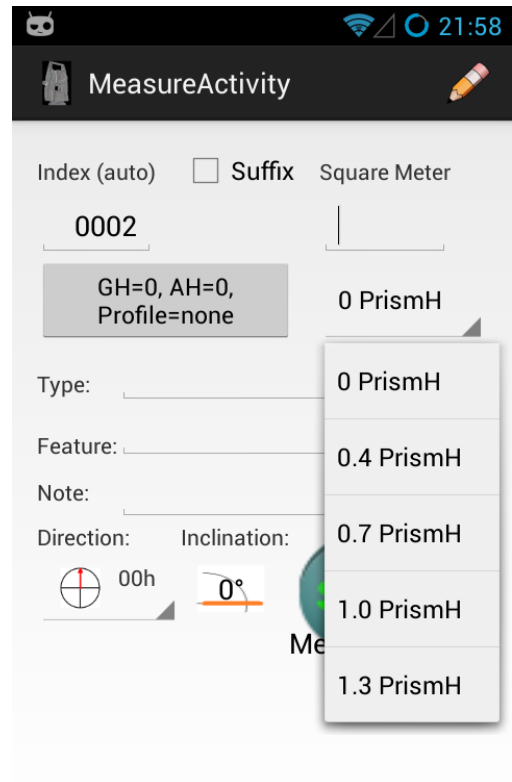 21:58
MeasureActivity
Index (auto) Suffix Square Meter
0002
GH=0, AH=0,
Profile=none
0 PrismH
Type:
0 PrismH
0.4 PrismH
Feature:
Note:
0.7 PrismH
Direction: Inclination:
00h
0°
1.0 PrismH
Me
1.3 PrismH